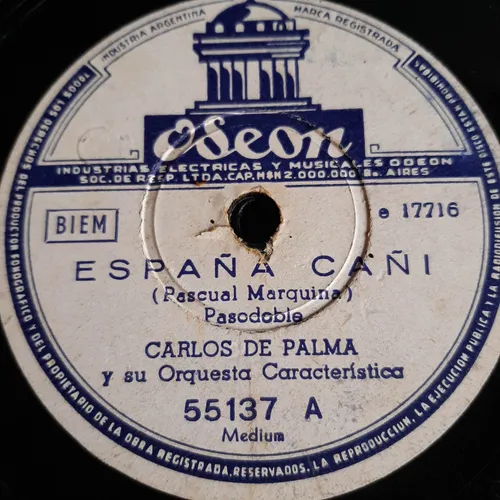 INDUSTRIA ARGENTINA
MARCA REGISTRADA
Odeon
INDUSTRIAS ELECTRICAS Y MUSICALES ODEON
SOC. DE RESP. LTDA. CAP. M$N 2.000.000 Bs. AIRES
BIEM
e 17716
ESPAÑA CAÑI
(Pascual Marquina)
Pasodoble
CARLOS DE PALMA
y su Orquesta Característica
55137 A
Medium
TODOS LOS DERECHOS DEL PRODUCTOR FONOGRAFICO Y DEL PROPIETARIO DE LA OBRA REGISTRADA, RESERVADOS. LA REPRODUCCION, LA EJECUCION PUBLICA Y LA RADIODIFUSION DE ESTE DISCO ESTAN PROHIBIDAS